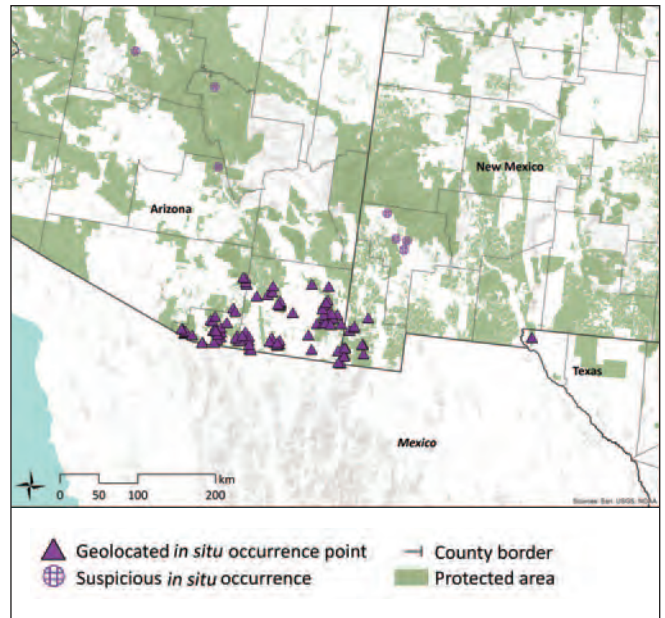 New Mexico
Arizona
Texas
Mexico
km
0 50 100 200
Sources: Esri, USGS, NOAA
Geolocated in situ occurrence point
County border
Suspicious in situ occurrence
Protected area